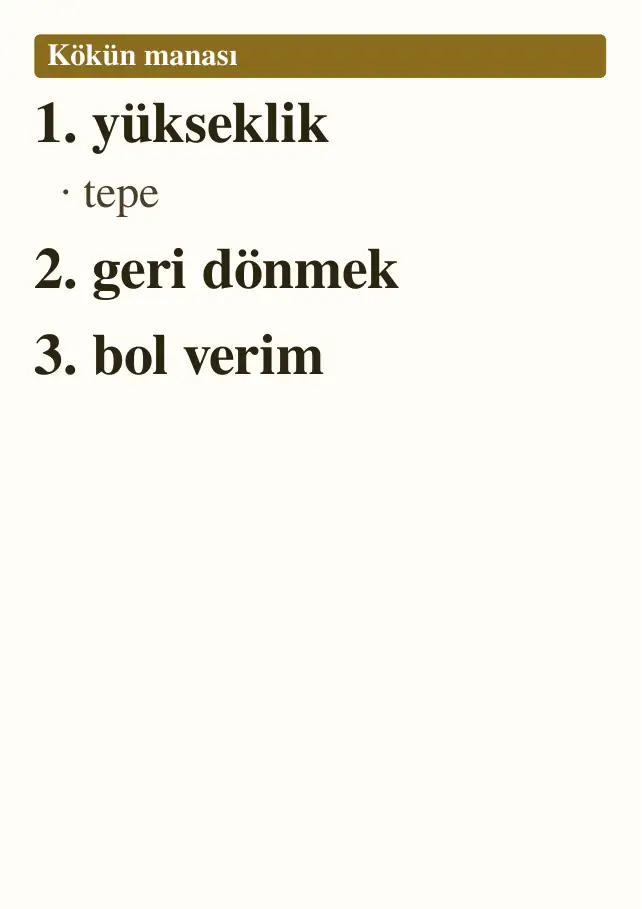 Kökün manası
1. yükseklik
· tepe
2. geri dönmek
3. bol verim